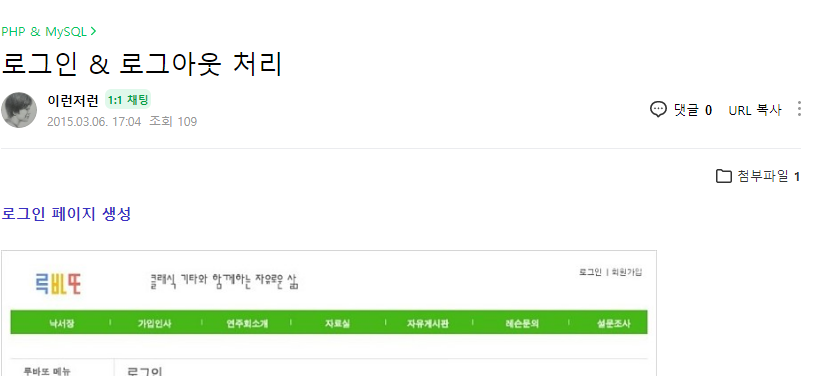 PHP & MySQL >
로그인 & 로그아웃 처리
이런저런 1:1 채팅
2015.03.06. 17:04 조회 109
댓글 0 URL 복사
첨부파일 1
로그인 페이지 생성
로그인 | 회원가입
클래식 기타와 함께하는 자유로운 삶
낙서장 | 가입인사 | 연주회소개 | 자료실 | 자유게시판 | 레슨문의 | 설문조사
루바또 메뉴
로그인